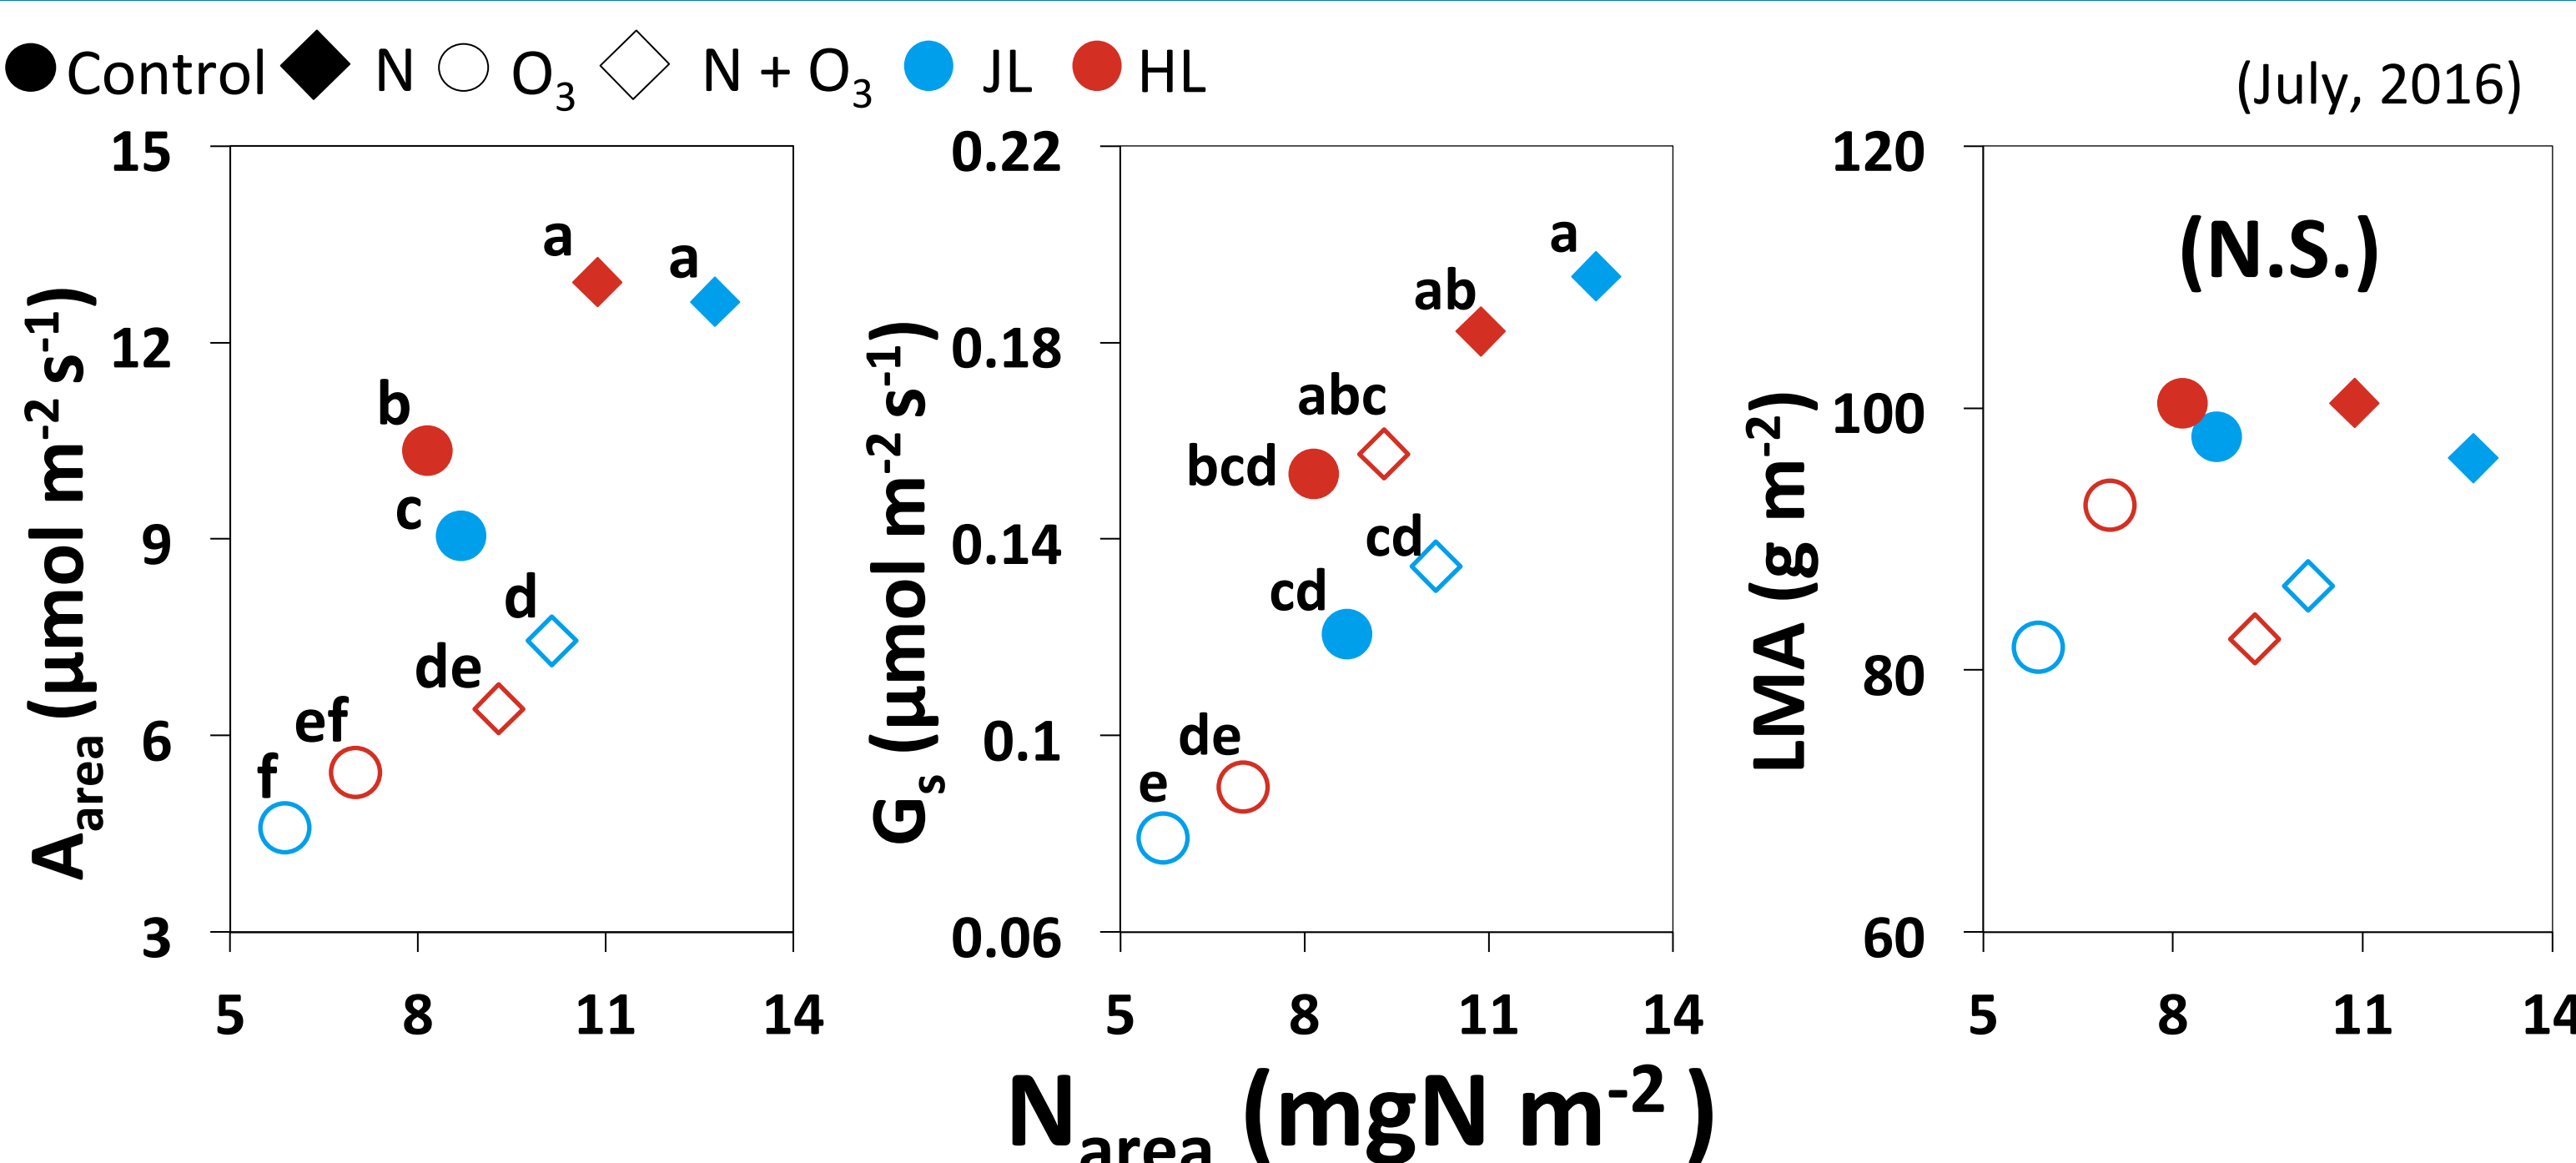 Control N O₃ N + O₃ JL HL
(July, 2016)
Aarea (µmol m⁻² s⁻¹)
15
12
9
6
3
5 8 11 14
a
a
b
c
d
de
ef
f
Gs (µmol m⁻² s⁻¹)
0.22
0.18
0.14
0.1
0.06
5 8 11 14
a
ab
abc
bcd
cd
cd
de
e
LMA (g m⁻²)
120
100
80
60
5 8 11 14
(N.S.)
Narea (mgN m⁻²)